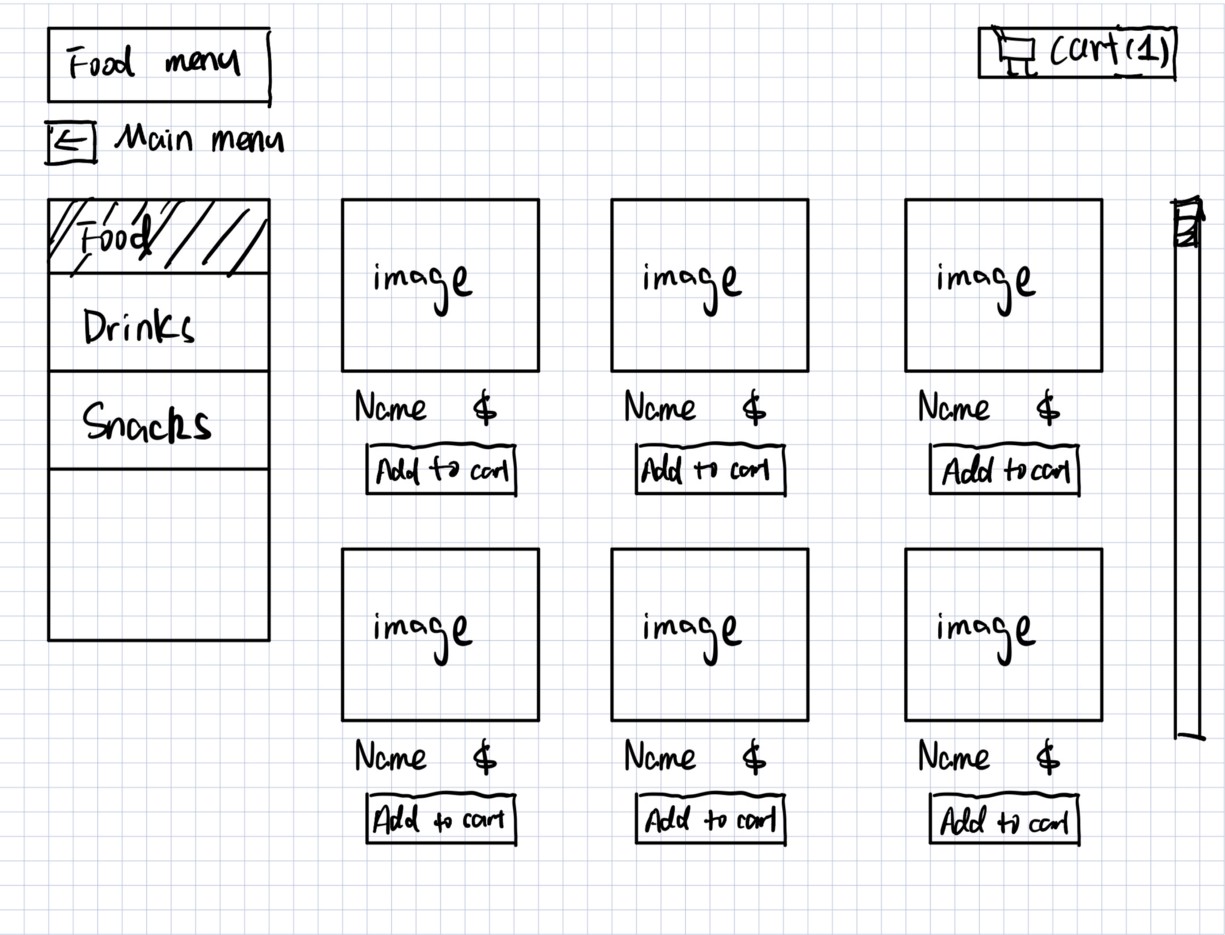 Food menu
Cart (1)
← Main menu
Food
Drinks
Snacks
image image image
Name $ Name $ Name $
Add to cart Add to cart Add to cart
image image image
Name $ Name $ Name $
Add to cart Add to cart Add to cart